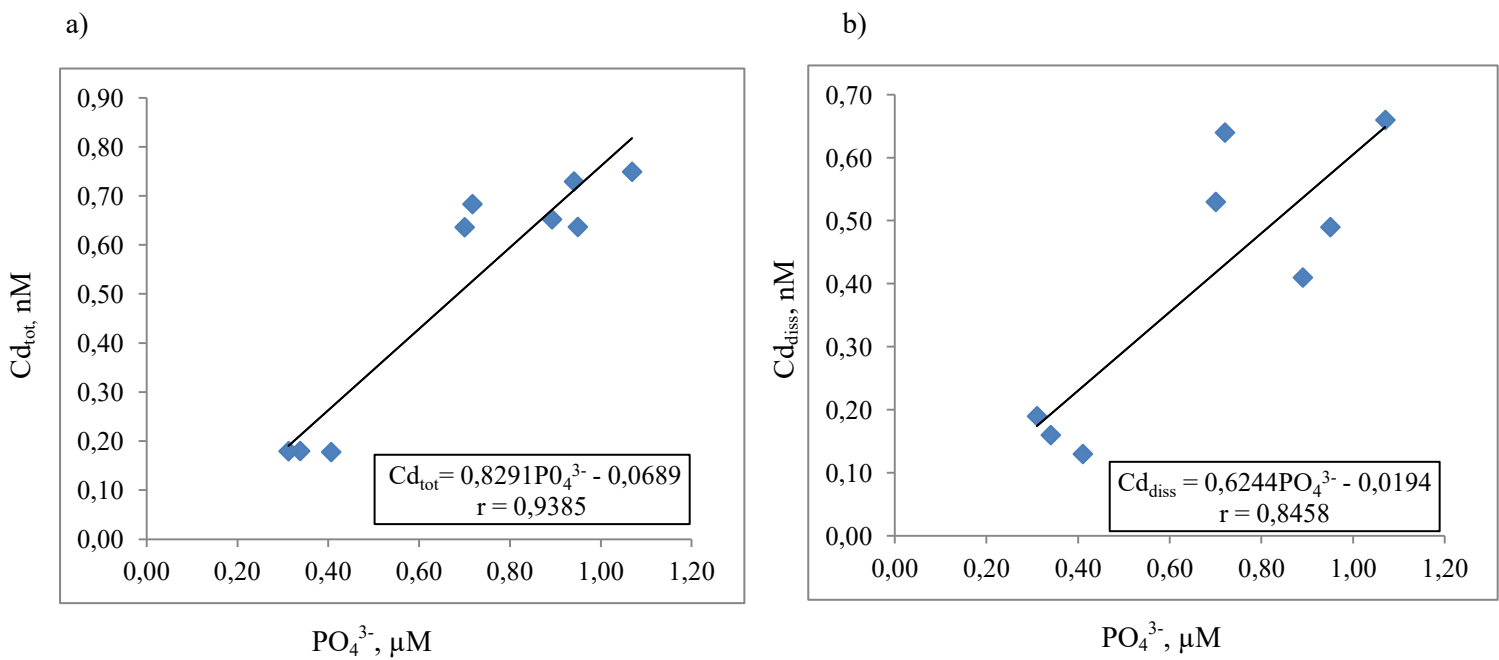 a)
0,90
0,80
0,70
0,60
0,50
0,40
0,30
0,20
0,10
0,00
0,00 0,20 0,40 0,60 0,80 1,00 1,20
Cd_tot, nM
PO₄³⁻, µM
Cd_tot= 0,8291P0₄³⁻ - 0,0689
r = 0,9385
b)
0,70
0,60
0,50
0,40
0,30
0,20
0,10
0,00
0,00 0,20 0,40 0,60 0,80 1,00 1,20
Cd_diss, nM
PO₄³⁻, µM
Cd_diss = 0,6244PO₄³⁻ - 0,0194
r = 0,8458